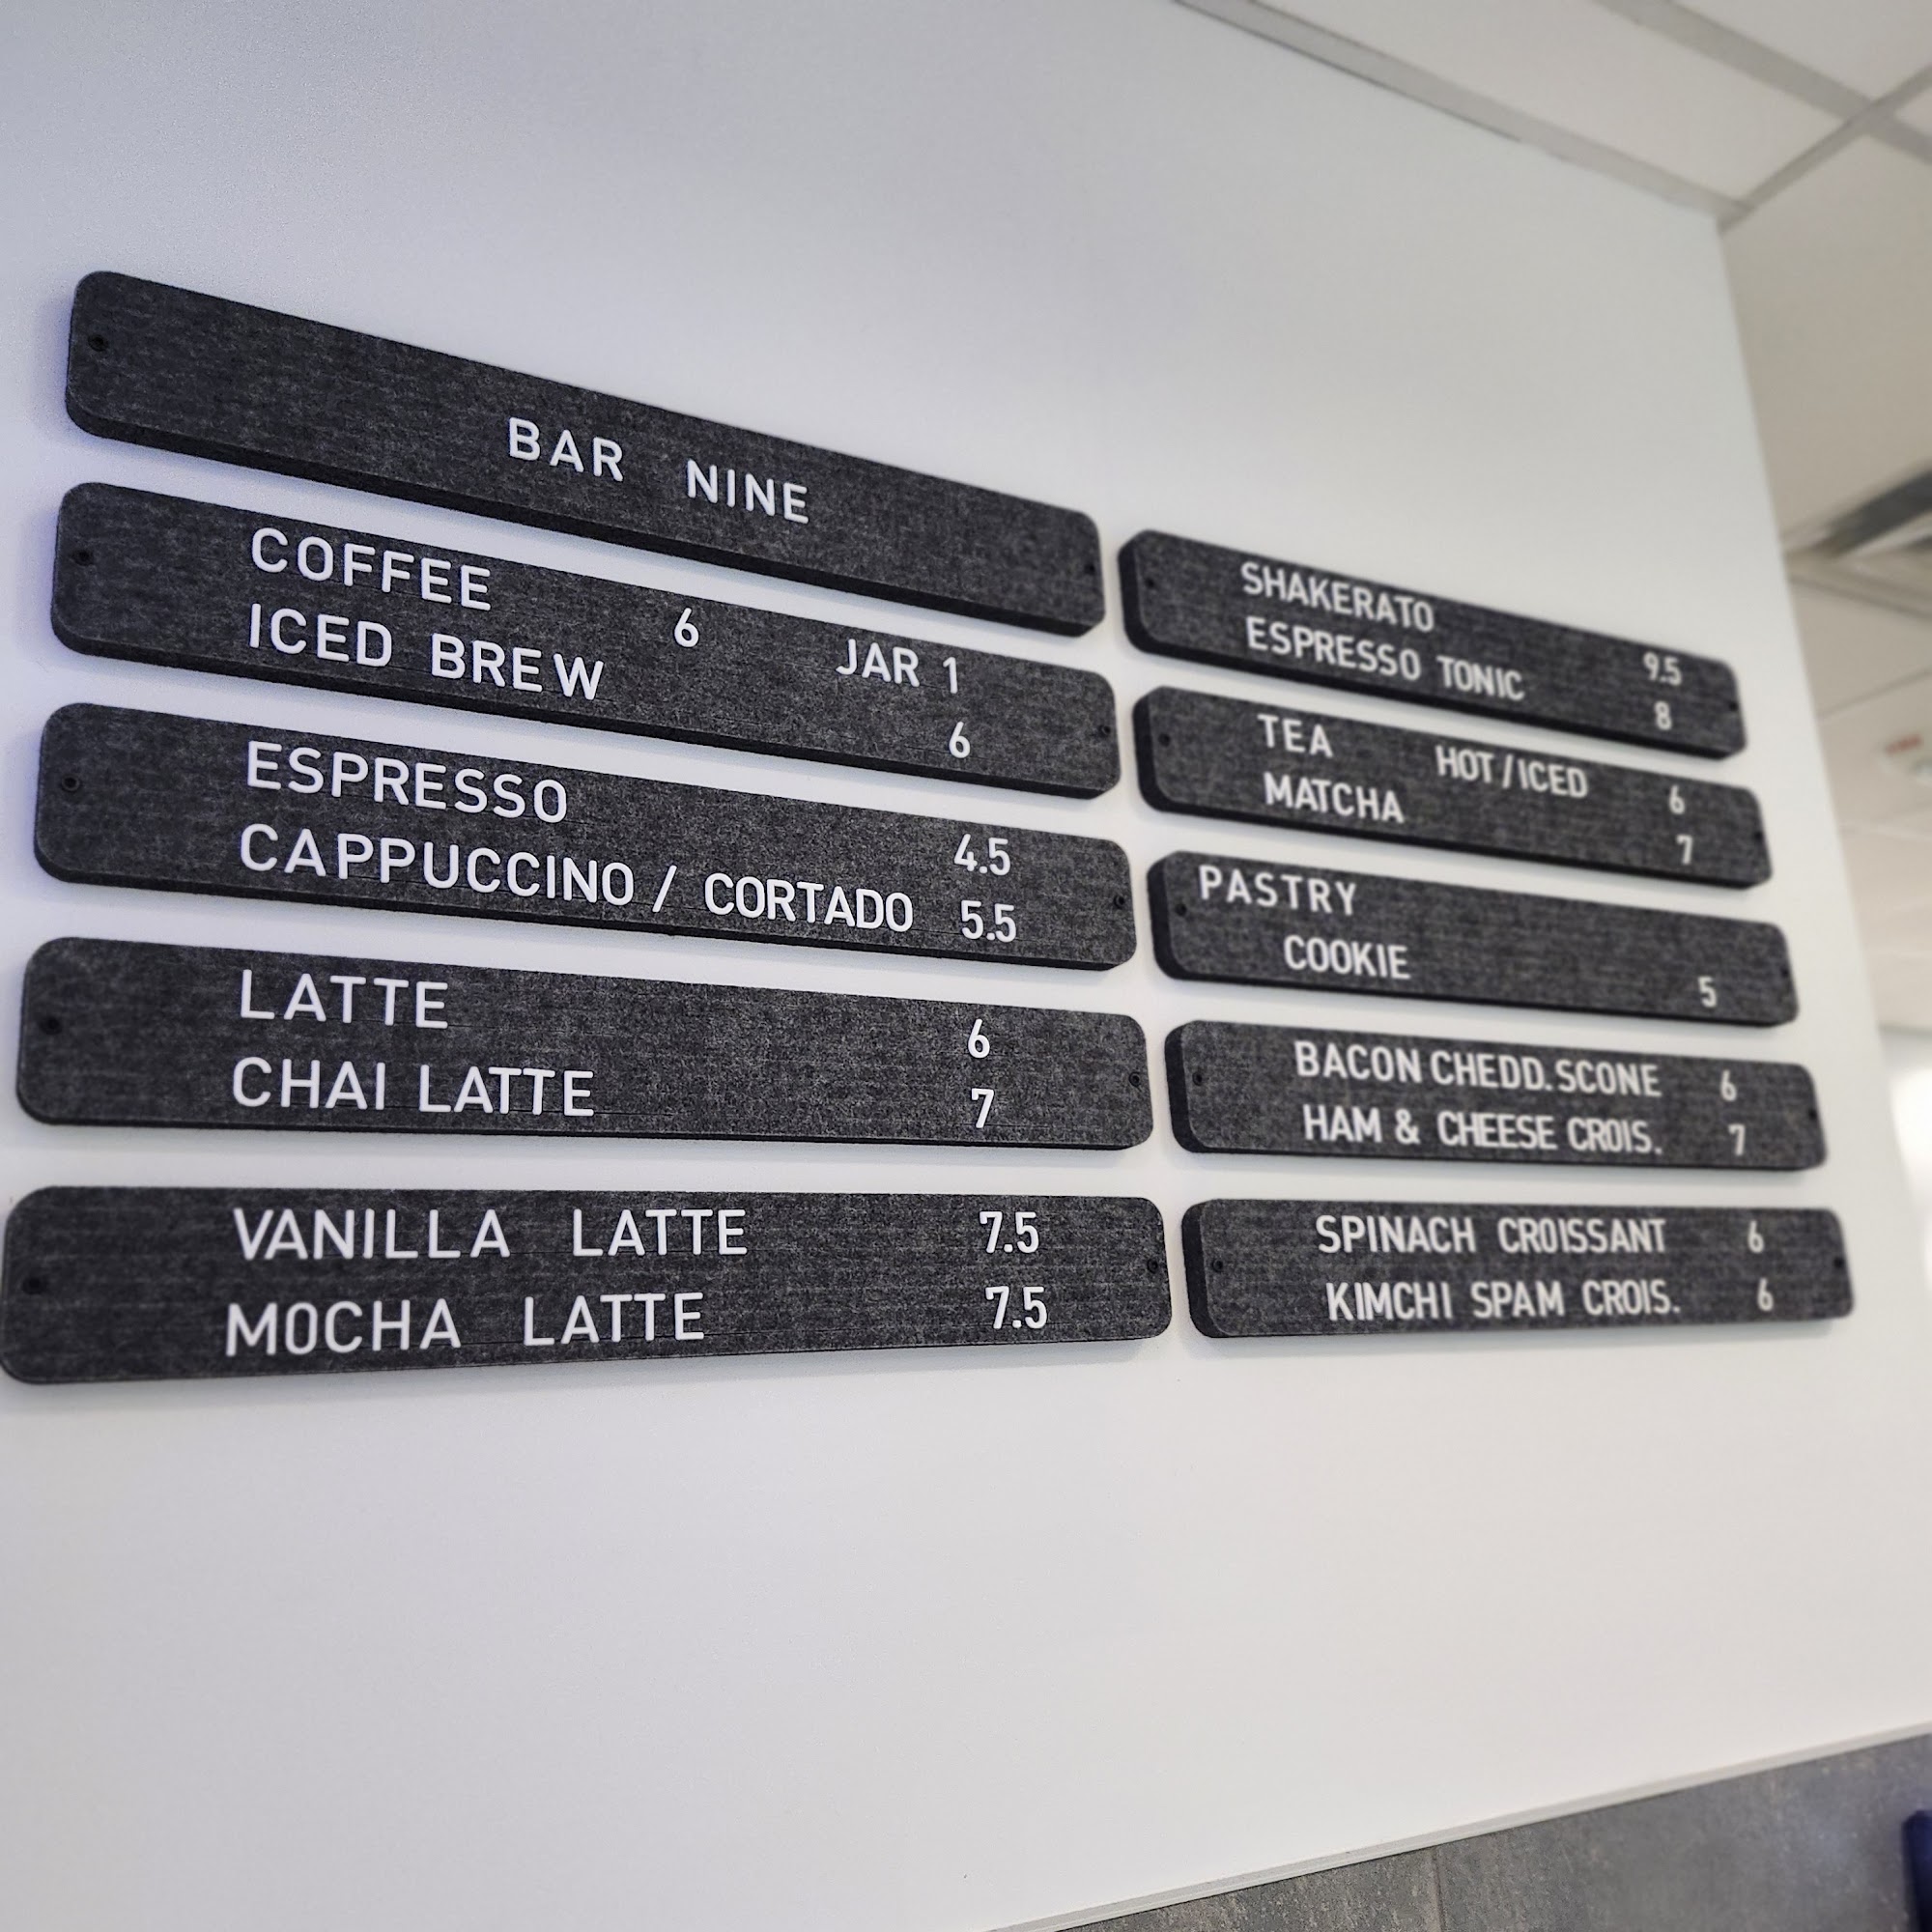 BAR NINE
COFFEE 6 JAR 1
ICED BREW 6
ESPRESSO 4.5
CAPPUCCINO / CORTADO 5.5
LATTE 6
CHAI LATTE 7
VANILLA LATTE 7.5
MOCHA LATTE 7.5
SHAKERATO 9.5
ESPRESSO TONIC 8
TEA HOT/ICED 6
MATCHA 7
PASTRY
COOKIE 5
BACON CHEDD. SCONE 6
HAM & CHEESE CROIS. 7
SPINACH CROISSANT 6
KIMCHI SPAM CROIS. 6